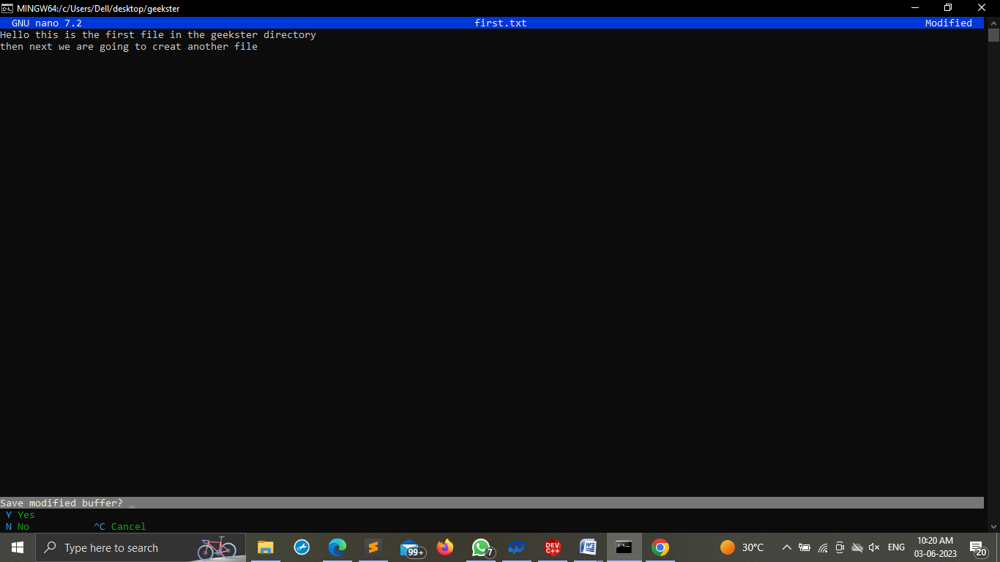 MINGW64:/c/Users/Dell/desktop/geekster
GNU nano 7.2 first.txt Modified
Hello this is the first file in the geekster directory
then next we are going to creat another file
Save modified buffer?
Y Yes
N No ^C Cancel
Type here to search 99+ 7 DEV C++ 30°C ENG 10:20 AM 20
03-06-2023